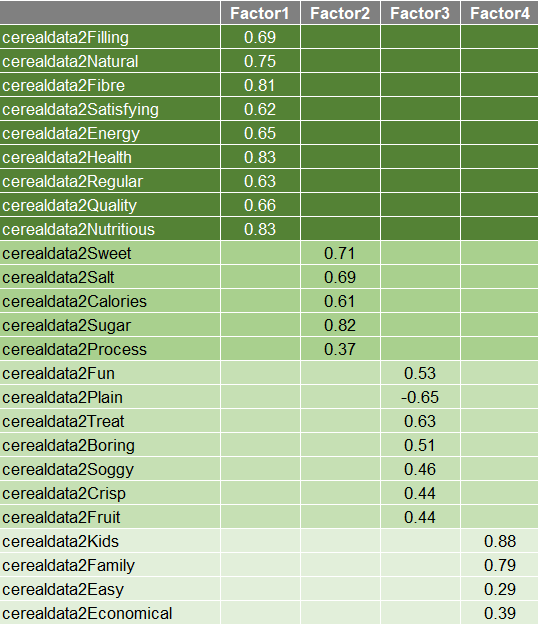 Factor1 Factor2 Factor3 Factor4
cerealdata2Filling 0.69
cerealdata2Natural 0.75
cerealdata2Fibre 0.81
cerealdata2Satisfying 0.62
cerealdata2Energy 0.65
cerealdata2Health 0.83
cerealdata2Regular 0.63
cerealdata2Quality 0.66
cerealdata2Nutritious 0.83
cerealdata2Sweet 0.71
cerealdata2Salt 0.69
cerealdata2Calories 0.61
cerealdata2Sugar 0.82
cerealdata2Process 0.37
cerealdata2Fun 0.53
cerealdata2Plain -0.65
cerealdata2Treat 0.63
cerealdata2Boring 0.51
cerealdata2Soggy 0.46
cerealdata2Crisp 0.44
cerealdata2Fruit 0.44
cerealdata2Kids 0.88
cerealdata2Family 0.79
cerealdata2Easy 0.29
cerealdata2Economical 0.39